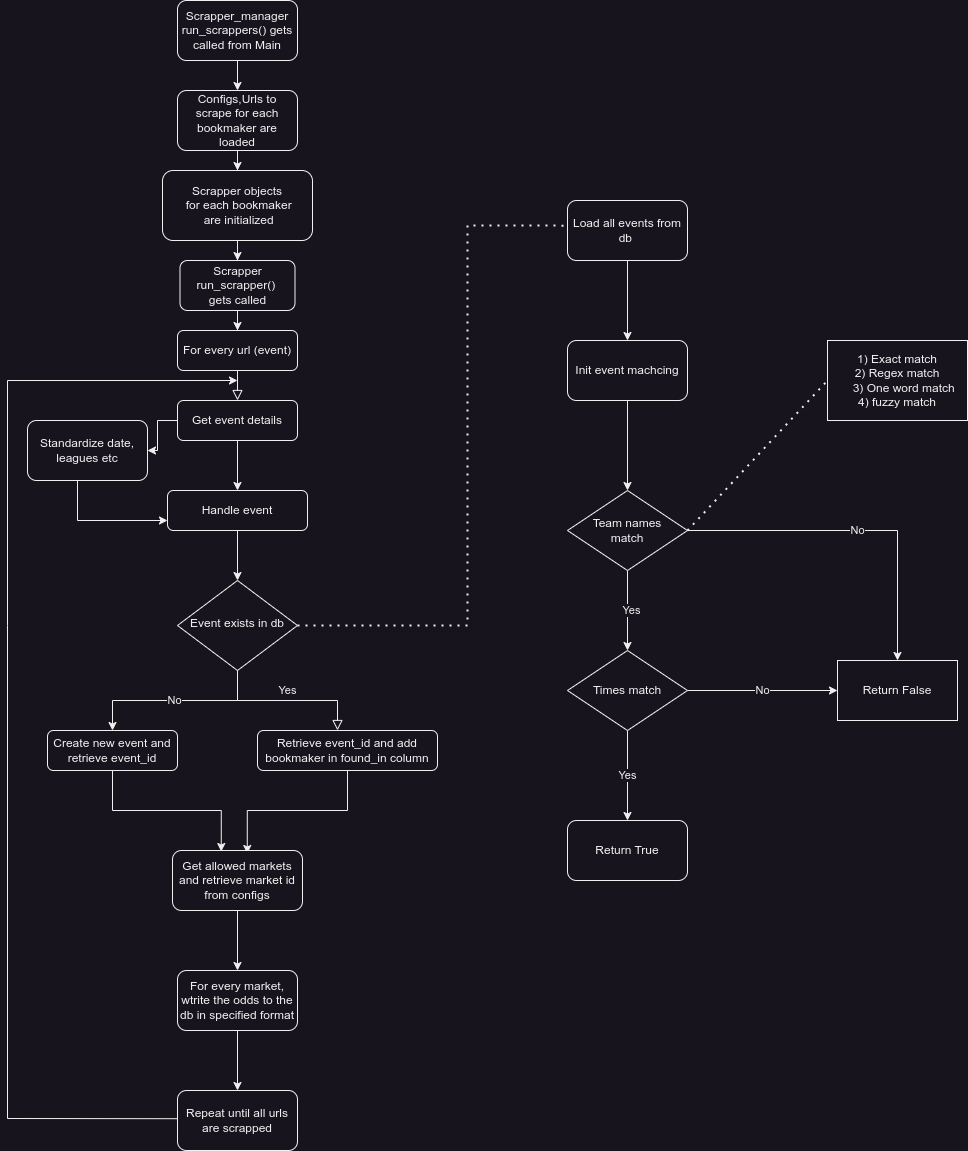 Scrapper_manager
run_scrappers() gets
called from Main
Configs,Urls to
scrape for each
bookmaker are
loaded
Scrapper objects
for each bookmaker
are initialized
Scrapper
run_scrapper()
gets called
For every url (event)
Get event details
Standardize date,
leagues etc
Handle event
Event exists in db
No
Yes
Create new event and
retrieve event_id
Retrieve event_id and add
bookmaker in found_in column
Get allowed markets
and retrieve market id
from configs
For every market,
wtrite the odds to the
db in specified format
Repeat until all urls
are scrapped
Load all events from
db
Init event machcing
1) Exact match
2) Regex match
3) One word match
4) fuzzy match
Team names
match
No
Yes
Times match
No
Return False
Yes
Return True